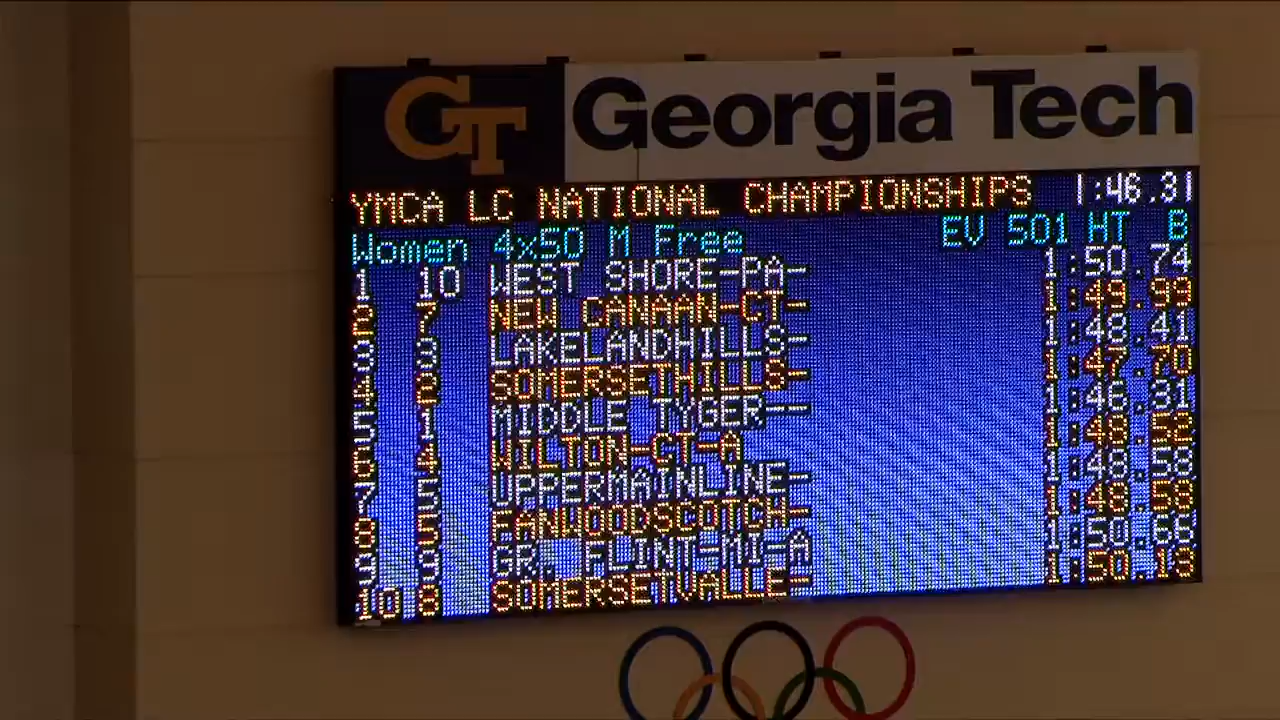 GT Georgia Tech
YMCA LC NATIONAL CHAMPIONSHIPS 1:46.31
Women 4x50 M Free EV 501 HT B
1 10 WEST SHORE-PA- 1:50.74
2 7 NEW CANAAN-CT- 1:49.99
3 3 LAKELANDHILLS- 1:48.41
4 2 SOMERSETHILLS- 1:47.70
5 1 MIDDLE TYGER-- 1:46.31
6 4 WILTON-CT-A 1:48.52
7 5 UPPERMAINLINE- 1:48.58
8 5 FANWOODSCOTCH- 1:48.58
9 9 GR. FLINT-MI-A 1:50.66
10 8 SOMERSETVALLE- 1:50.13